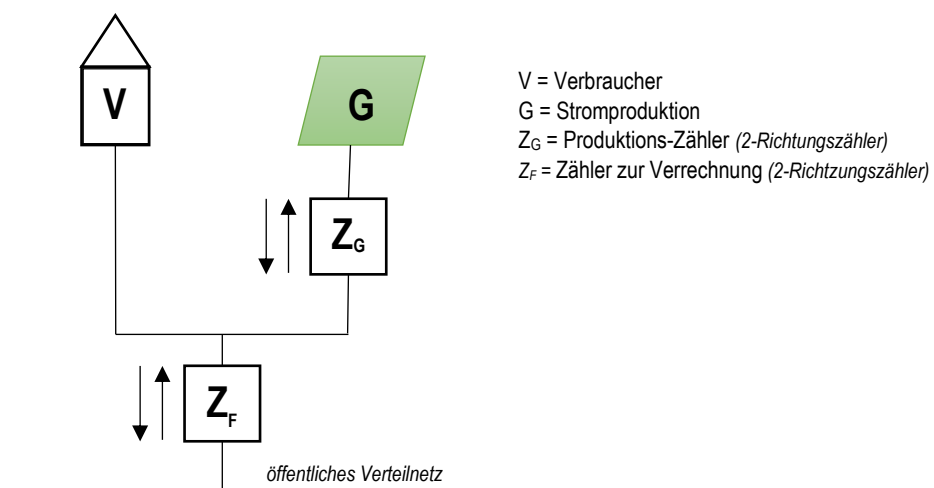 V
G
V = Verbraucher
G = Stromproduktion
ZG = Produktions-Zähler (2-Richtungszähler)
ZF = Zähler zur Verrechnung (2-Richtzungszähler)
ZG
ZF
öffentliches Verteilnetz